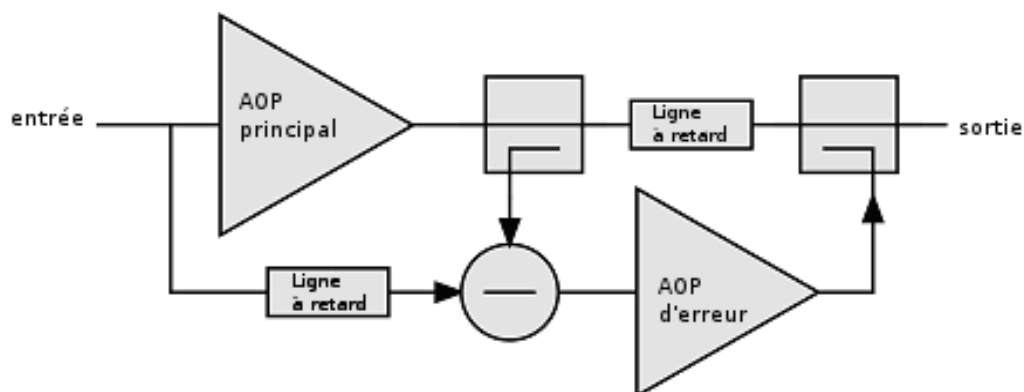 entrée
AOP
principal
Ligne
à retard
sortie
Ligne
à retard
AOP
d'erreur